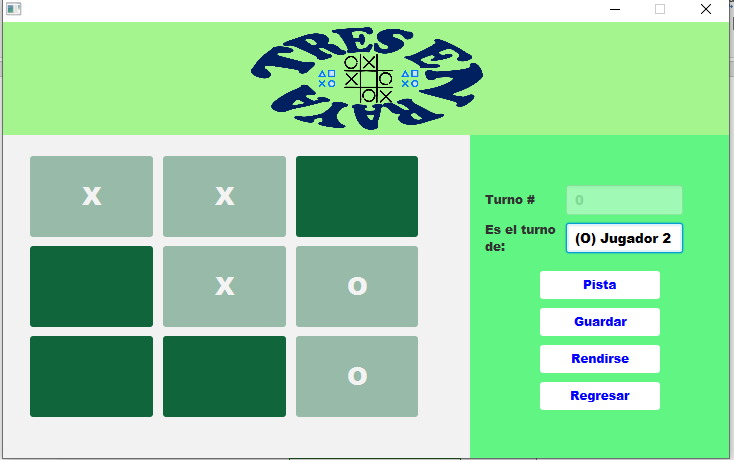 TRES EN
RAYA
X X
X O
O
Turno # 0
Es el turno
de: (O) Jugador 2
Pista
Guardar
Rendirse
Regresar